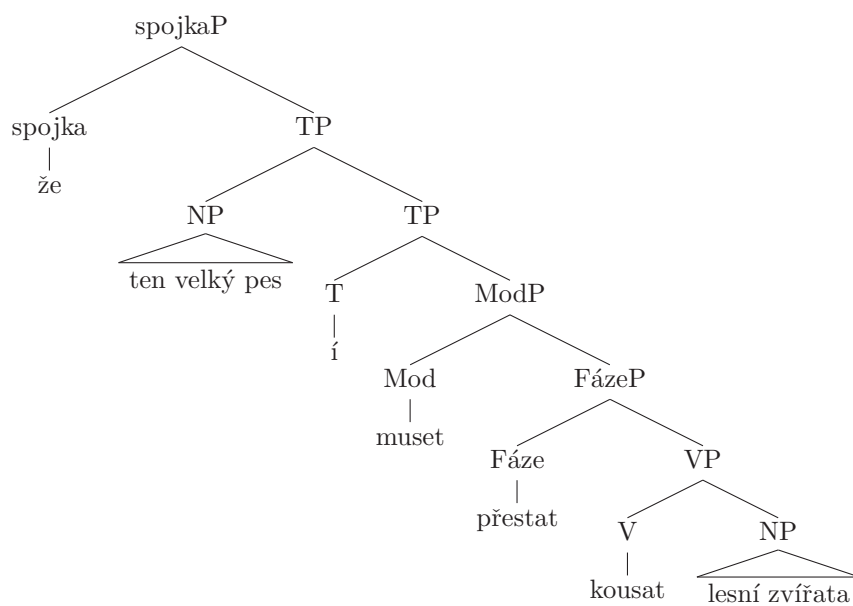 spojkaP
spojka TP
že
NP TP
ten velký pes
T ModP
í
Mod FázeP
muset
Fáze VP
přestat
V NP
kousat lesní zvířata